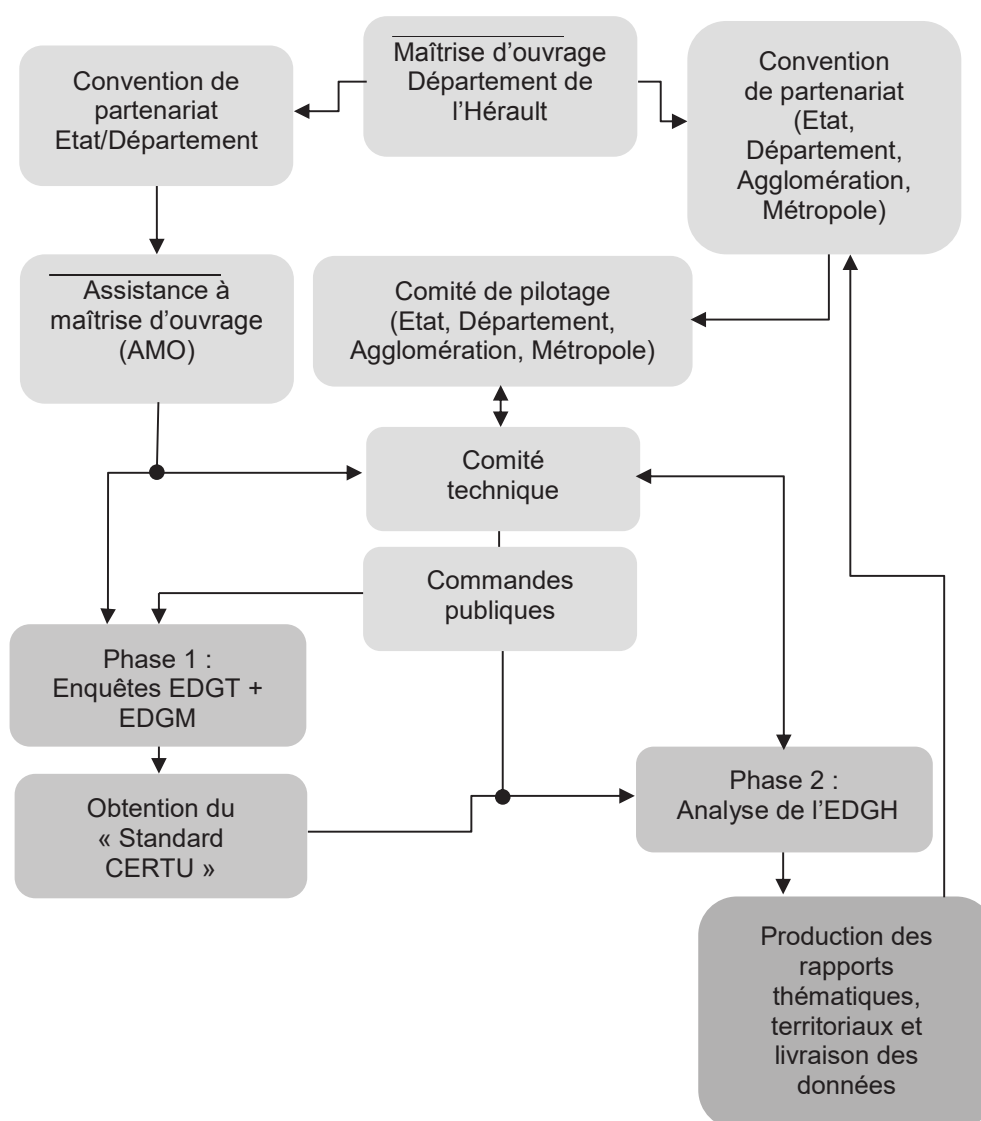 Convention de
partenariat
Etat/Département
Maîtrise d'ouvrage
Département de
l'Hérault
Convention
de partenariat
(Etat,
Département,
Agglomération,
Métropole)
Assistance à
maîtrise d'ouvrage
(AMO)
Comité de pilotage
(Etat, Département,
Agglomération, Métropole)
Comité
technique
Commandes
publiques
Phase 1 :
Enquêtes EDGT +
EDGM
Obtention du
« Standard
CERTU »
Phase 2 :
Analyse de l'EDGH
Production des
rapports
thématiques,
territoriaux et
livraison des
données